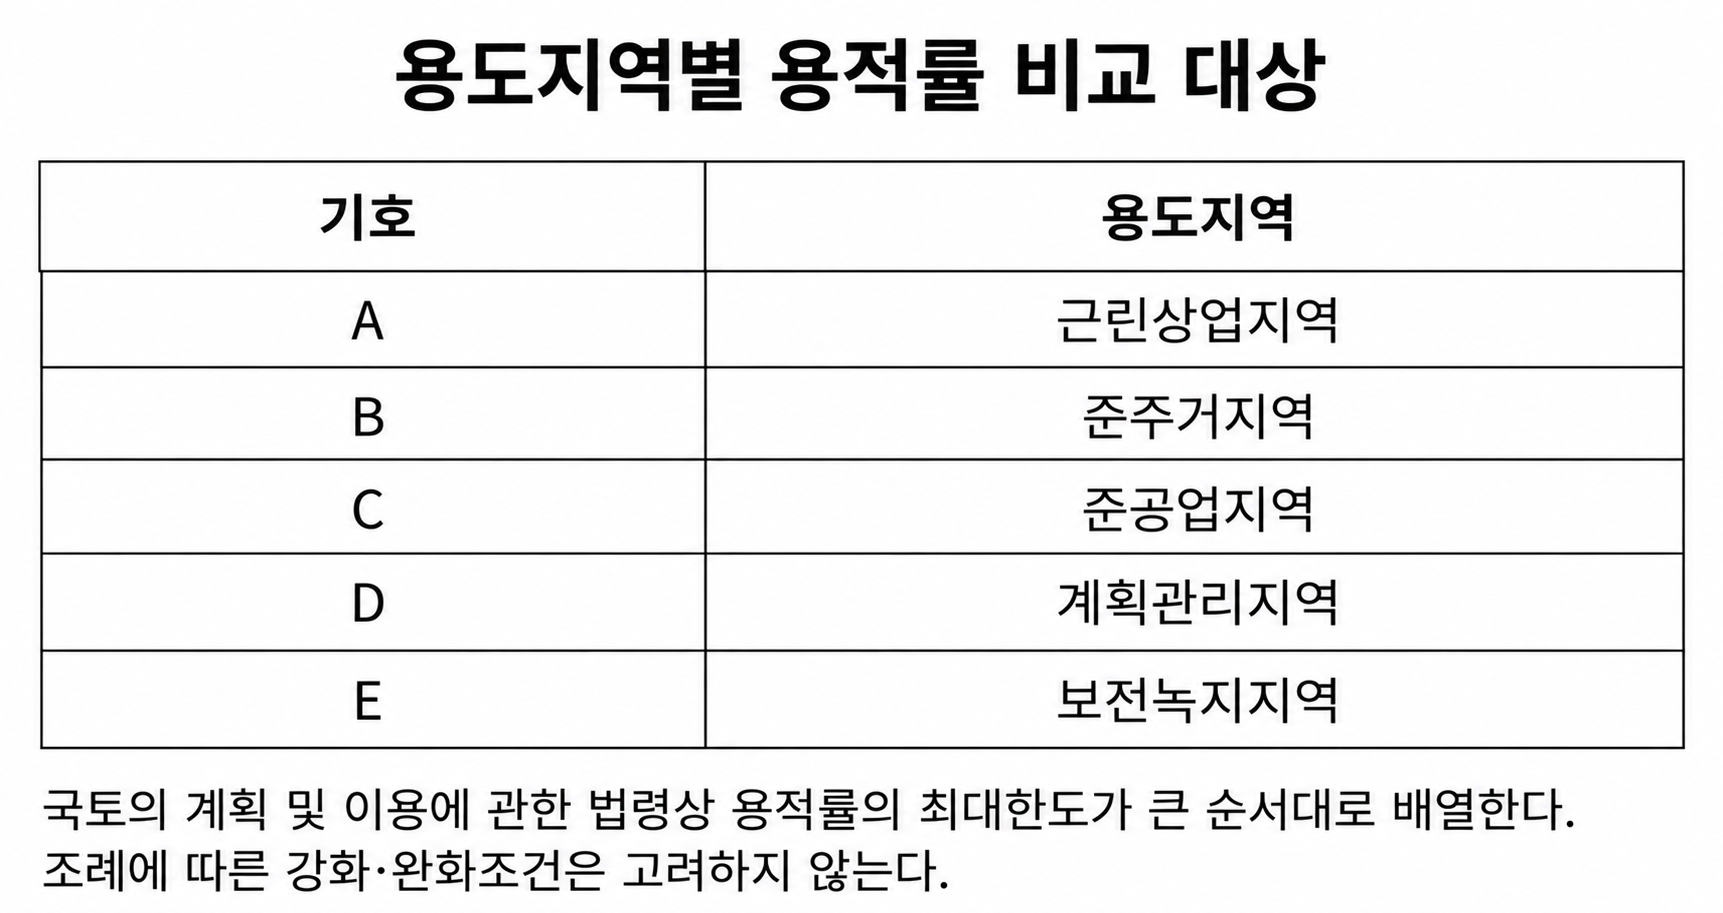 용도지역별 용적률 비교 대상
기호 용도지역
A 근린상업지역
B 준주거지역
C 준공업지역
D 계획관리지역
E 보전녹지지역
국토의 계획 및 이용에 관한 법령상 용적률의 최대한도가 큰 순서대로 배열한다.
조례에 따른 강화·완화조건은 고려하지 않는다.